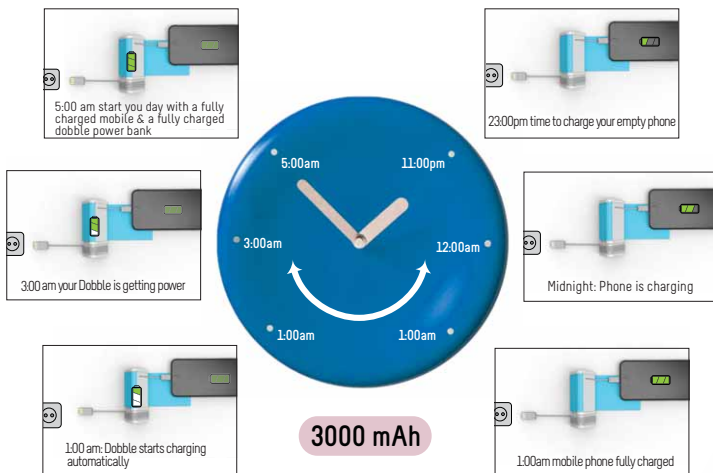 5:00 am start you day with a fully
charged mobile & a fully charged
dobble power bank
23:00pm time to charge your empty phone
5:00am
11:00pm
3:00am
12:00am
1:00am
1:00am
3:00 am your Dobble is getting power
Midnight: Phone is charging
1:00 am: Dobble starts charging
automatically
3000 mAh
1:00am mobile phone fully charged